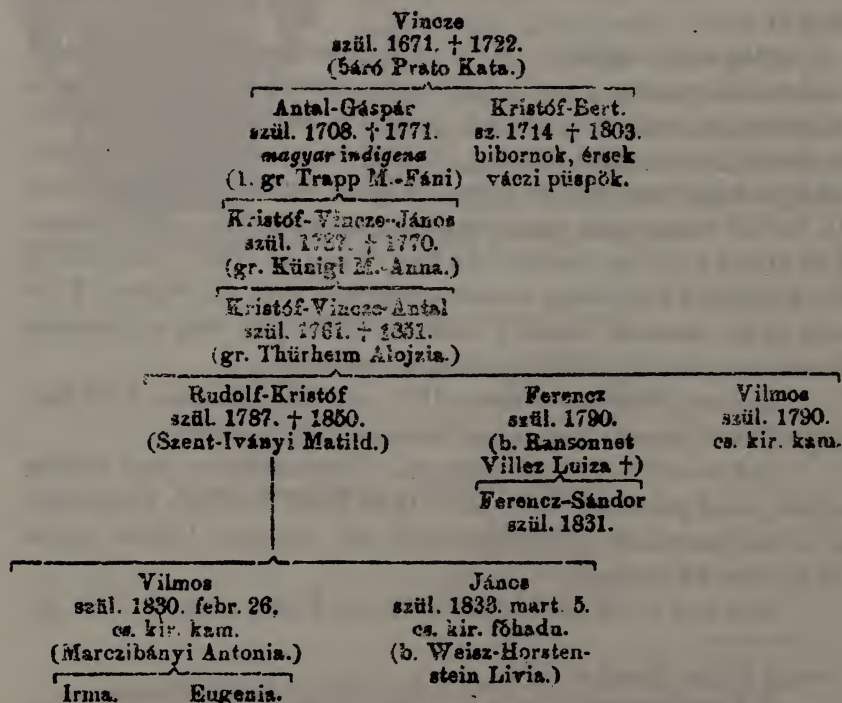 Vincze
szül. 1671. † 1722.
(báró Prato Kata.)
Antal-Gáspár
szül. 1708. † 1771.
magyar indigena
(1. gr Trapp M.-Fáni)
Kristóf-Bert.
sz. 1714 † 1803.
bibornok, érsek
váczi püspök.
Kristóf-Vincze-János
szül. † 1770.
(gr. Künigl M.-Anna.)
Kristóf-Vincze-Antal
szül. 1761. †
(gr. Thürheim Alojzia.)
Rudolf-Kristóf
szül. 1787. † 1850.
(Szent-Iványi Matild.)
Ferencz
szül. 1790.
(b. Ransonnet
Villez Luiza †)
Vilmos
szül. 1790.
cs. kir. kam.
Ferencz-Sándor
szül. 1831.
Vilmos
szül. 1830. febr. 26,
cs. kir. kam.
(Marczibányi Antonia.)
János
szül. 1833. mart. 5.
cs. kir. főhadn.
(b. Weisz-Horsten-
stein Livia.)
Irma. Eugenia.